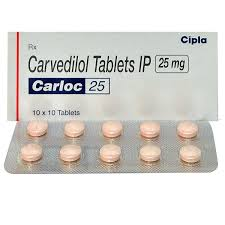 Rx
Cipla
Carvedilol Tablets IP 25 mg
Carloc 25
10 x 10 Tablets